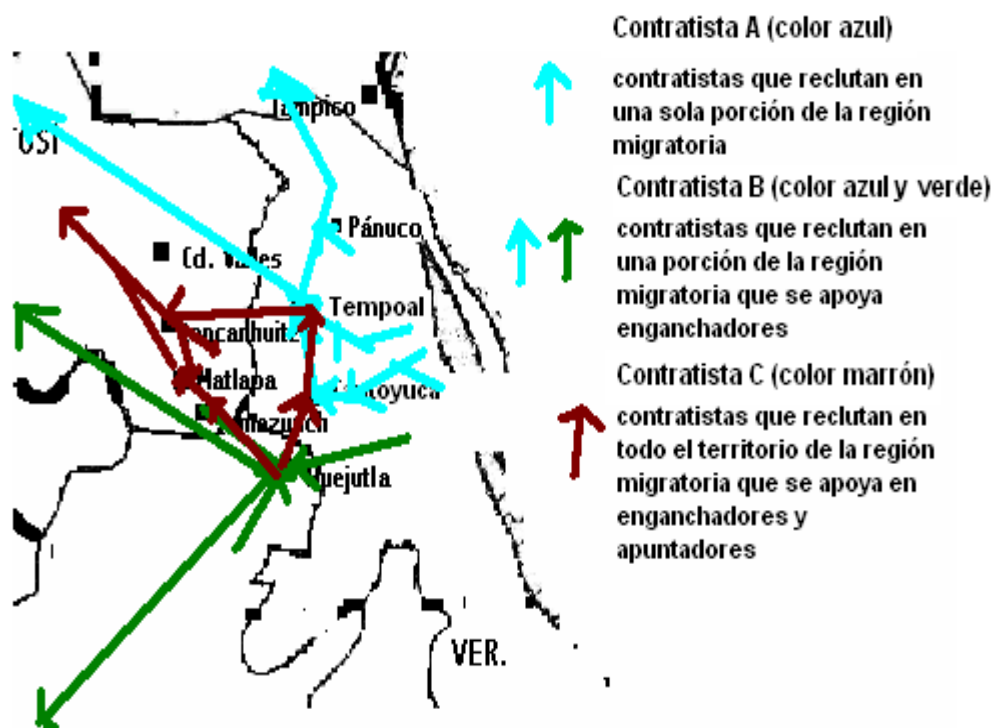 Contratista A (color azul)
contratistas que reclutan en
una sola porción de la región
migratoria
Contratista B (color azul y verde)
contratistas que reclutan en
una porción de la región
migratoria que se apoya
enganchadores
Contratista C (color marrón)
contratistas que reclutan en
todo el territorio de la región
migratoria que se apoya en
enganchadores y
apuntadores
Tampico
Pánuco
Cd. Valles
Tempoal
Matlapa
VER.